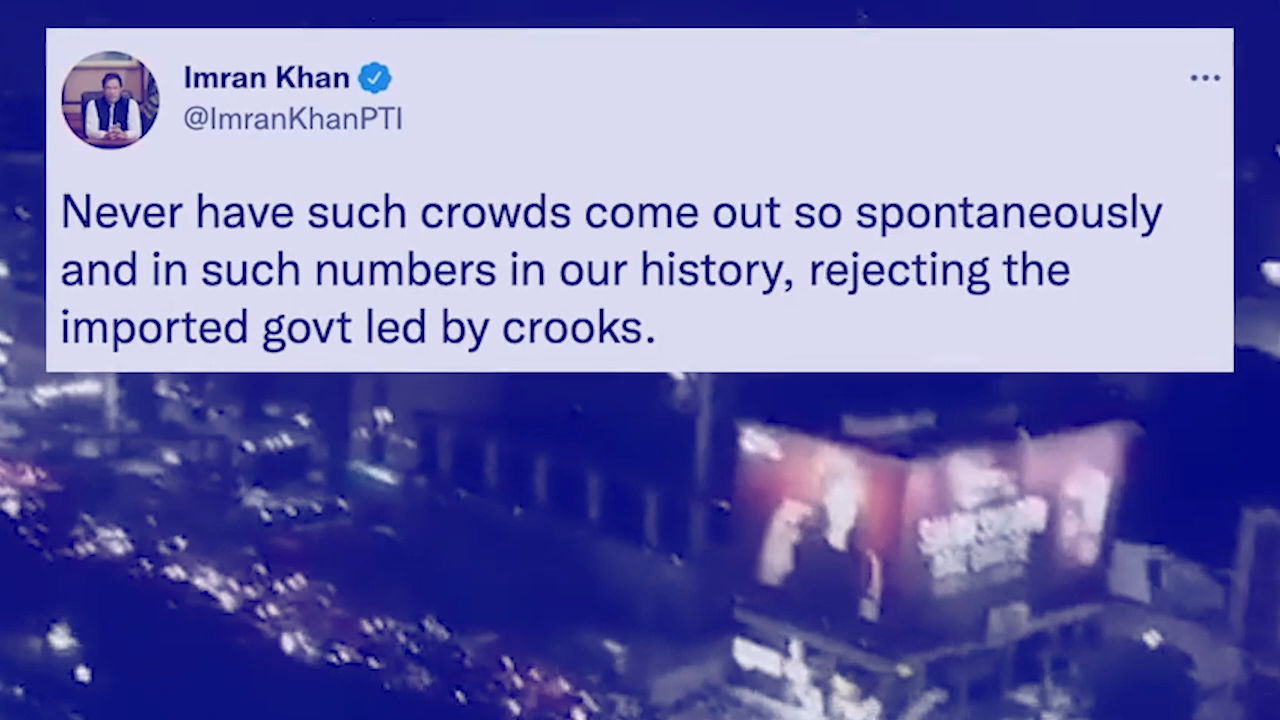 Imran Khan
@ImranKhanPTI
Never have such crowds come out so spontaneously
and in such numbers in our history, rejecting the
imported govt led by crooks.